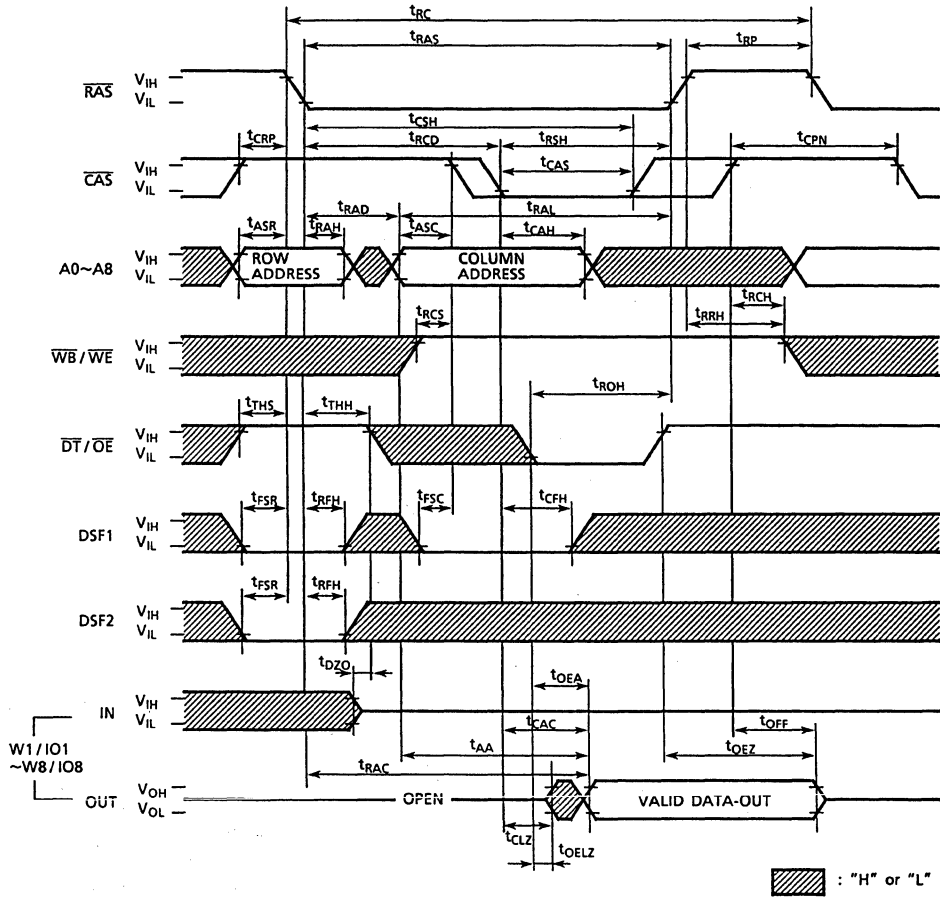 tRC
tRAS
tRP
RAS
VIH
VIL
tCSH
tCRP
tRCD
tRSH
tCPN
tCAS
CAS
VIH
VIL
tRAD
tRAL
tASR
tRAH
tASC
tCAH
A0~A8
VIH
VIL
ROW
ADDRESS
COLUMN
ADDRESS
tRCS
tRCH
tRRH
WB / WE
VIH
VIL
tROH
tTHS
tTHH
DT / OE
VIH
VIL
tFSR
tRFH
tFSC
tCFH
DSF1
VIH
VIL
tFSR
tRFH
DSF2
VIH
VIL
tDZO
tOEA
IN
VIH
VIL
tCAC
tOFF
tAA
tOEZ
W1 / IO1
~W8 / IO8
tRAC
OUT
VOH
VOL
OPEN
VALID DATA-OUT
tCLZ
tOELZ
: "H" or "L"